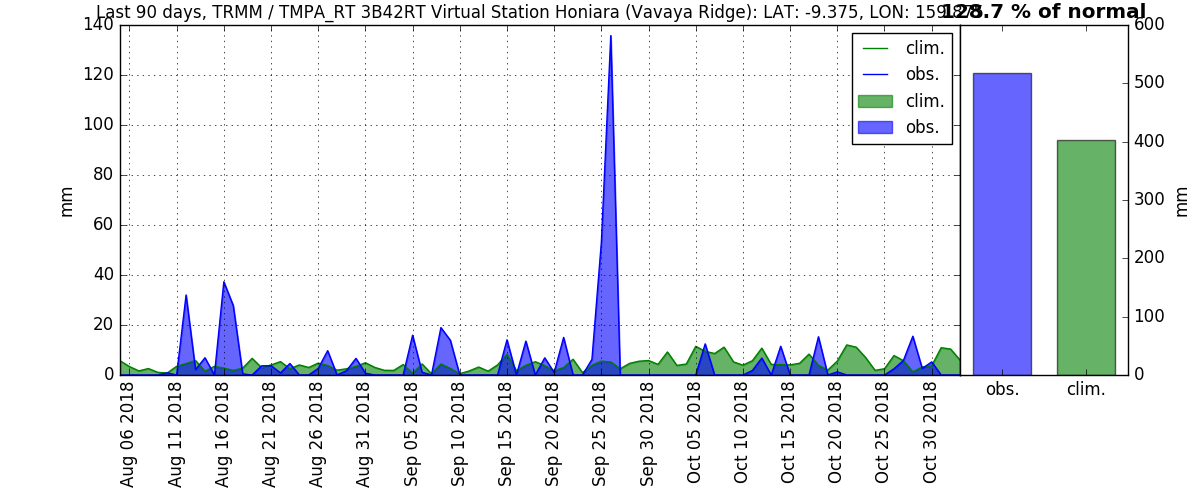 Last 90 days, TRMM / TMPA_RT 3B42RT Virtual Station Honiara (Vavaya Ridge): LAT: -9.375, LON:
128.7 % of normal
140
120
100
80
60
40
20
0
mm
clim.
obs.
clim.
obs.
Aug 06 2018
Aug 11 2018
Aug 16 2018
Aug 21 2018
Aug 26 2018
Aug 31 2018
Sep 05 2018
Sep 10 2018
Sep 15 2018
Sep 20 2018
Sep 25 2018
Sep 30 2018
Oct 05 2018
Oct 10 2018
Oct 15 2018
Oct 20 2018
Oct 25 2018
Oct 30 2018
600
500
400
300
200
100
0
mm
obs.
clim.